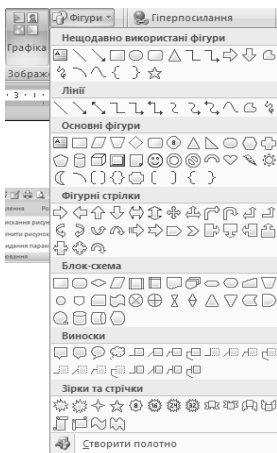 Фігури
Гіперпосилання
Графіка
Зображ
Нещодавно використані фігури
Лінії
Основні фігури
Фігурні стрілки
Блок-схема
Виноски
Зірки та стрічки
Створити полотно